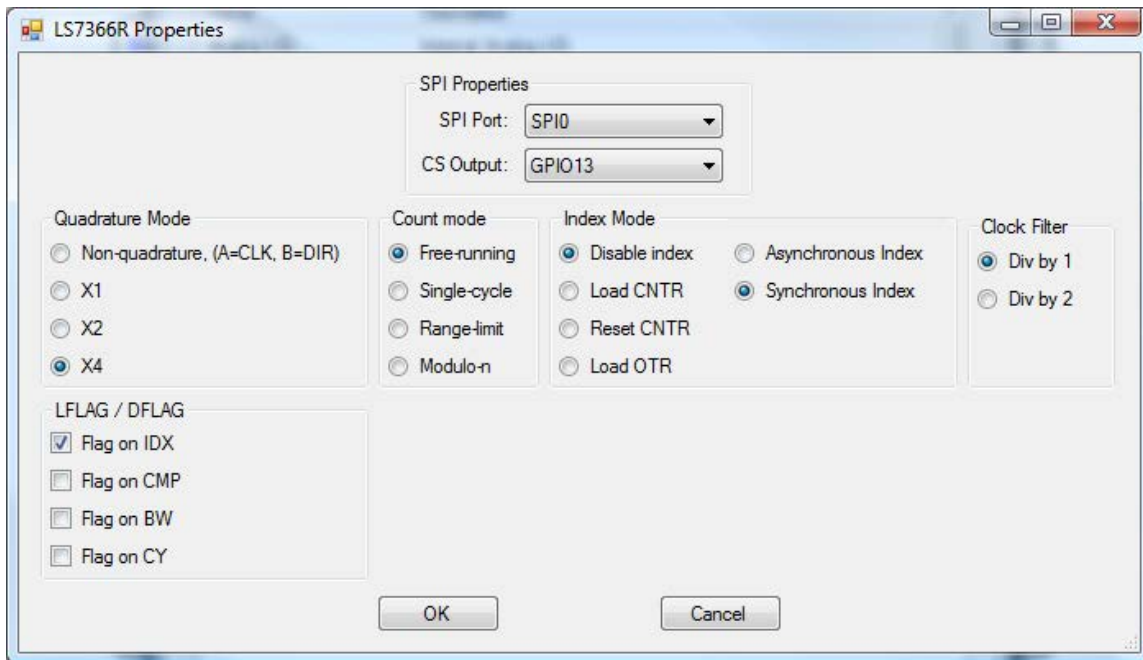 LS7366R Properties
SPI Properties
SPI Port: SPI0
CS Output: GPIO13
Quadrature Mode
Non-quadrature, (A=CLK, B=DIR)
X1
X2
X4
Count mode
Free-running
Single-cycle
Range-limit
Modulo-n
Index Mode
Disable index
Load CNTR
Reset CNTR
Load OTR
Asynchronous Index
Synchronous Index
Clock Filter
Div by 1
Div by 2
LFLAG / DFLAG
Flag on IDX
Flag on CMP
Flag on BW
Flag on CY
OK
Cancel